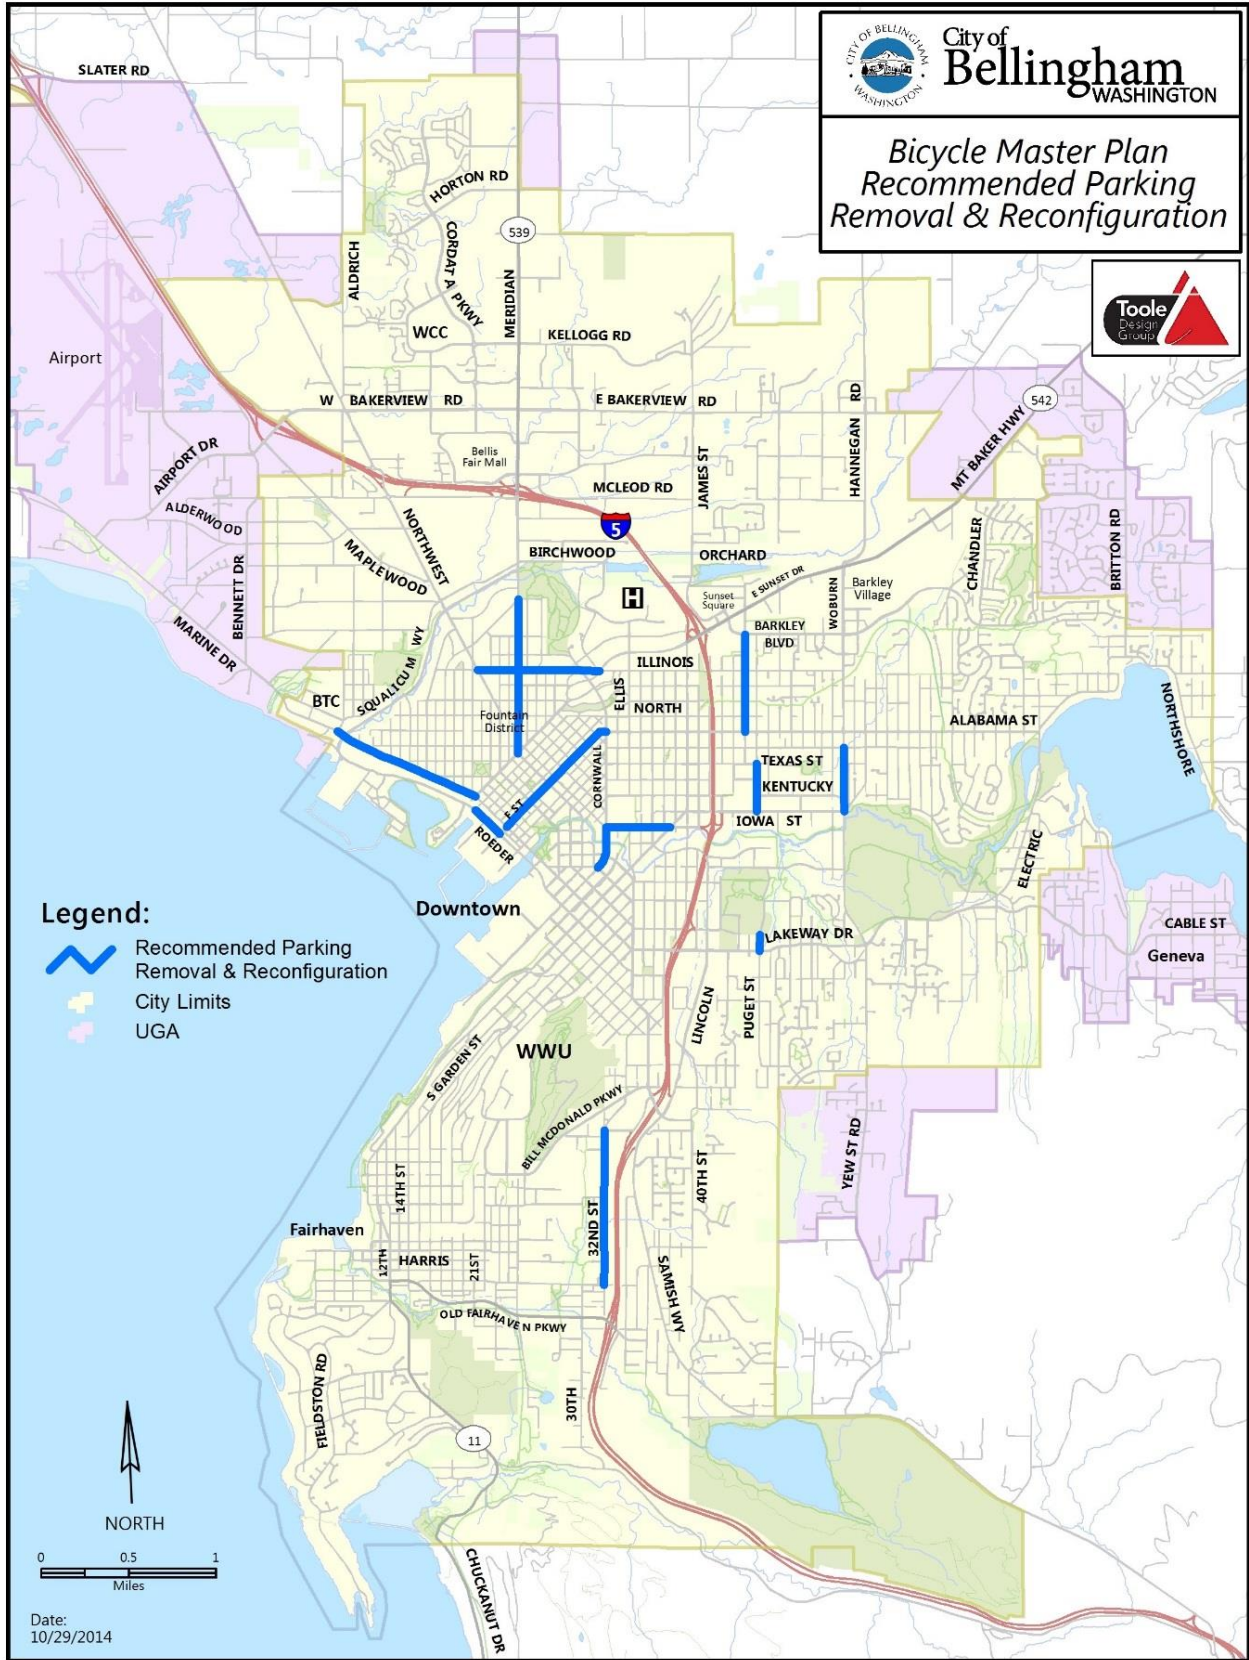 CITY OF BELLINGHAM
WASHINGTON
City of
Bellingham
WASHINGTON
Bicycle Master Plan
Recommended Parking
Removal & Reconfiguration
Toole
Design
Group
SLATER RD
HORTON RD
539
CORDATA PKWY
ALDRICH
MERIDIAN
WCC
KELLOGG RD
Airport
W BAKERVIEW RD
E BAKERVIEW RD
HANNEGAN RD
542
MT BAKER HWY
AIRPORT DR
Bellis
Fair Mall
JAMES ST
MCLEOD RD
ALDERWOOD
NORTHWEST
5
BIRCHWOOD
ORCHARD
CHANDLER
BRITTON RD
MAPLEWOOD
BENNETT DR
H
Sunset
Square
E SUNSET DR
WOBURN
Barkley
Village
MARINE DR
SQUALICUM WY
BARKLEY
BLVD
ILLINOIS
BTC
ELLIS
NORTH
Fountain
District
ALABAMA ST
NORTHSHORE
CORNWALL
TEXAS ST
KENTUCKY
F ST
ROEDER
IOWA ST
ELECTRIC
Downtown
LAKEWAY DR
CABLE ST
Geneva
Legend:
Recommended Parking
Removal & Reconfiguration
City Limits
UGA
PUGET ST
LINCOLN
WWU
S GARDEN ST
BILL MCDONALD PKWY
YEW ST RD
14TH ST
40TH ST
32ND ST
Fairhaven
12TH
HARRIS
21ST
SAMISH WY
OLD FAIRHAVEN PKWY
FIELDSTON RD
30TH
11
NORTH
0 0.5 1
Miles
CHUCKANUT DR
Date:
10/29/2014